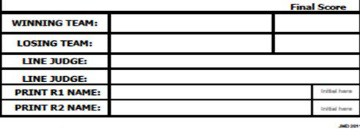 Final Score
WINNING TEAM:
LOSING TEAM:
LINE JUDGE:
LINE JUDGE:
PRINT R1 NAME: Initial here
PRINT R2 NAME: Initial here